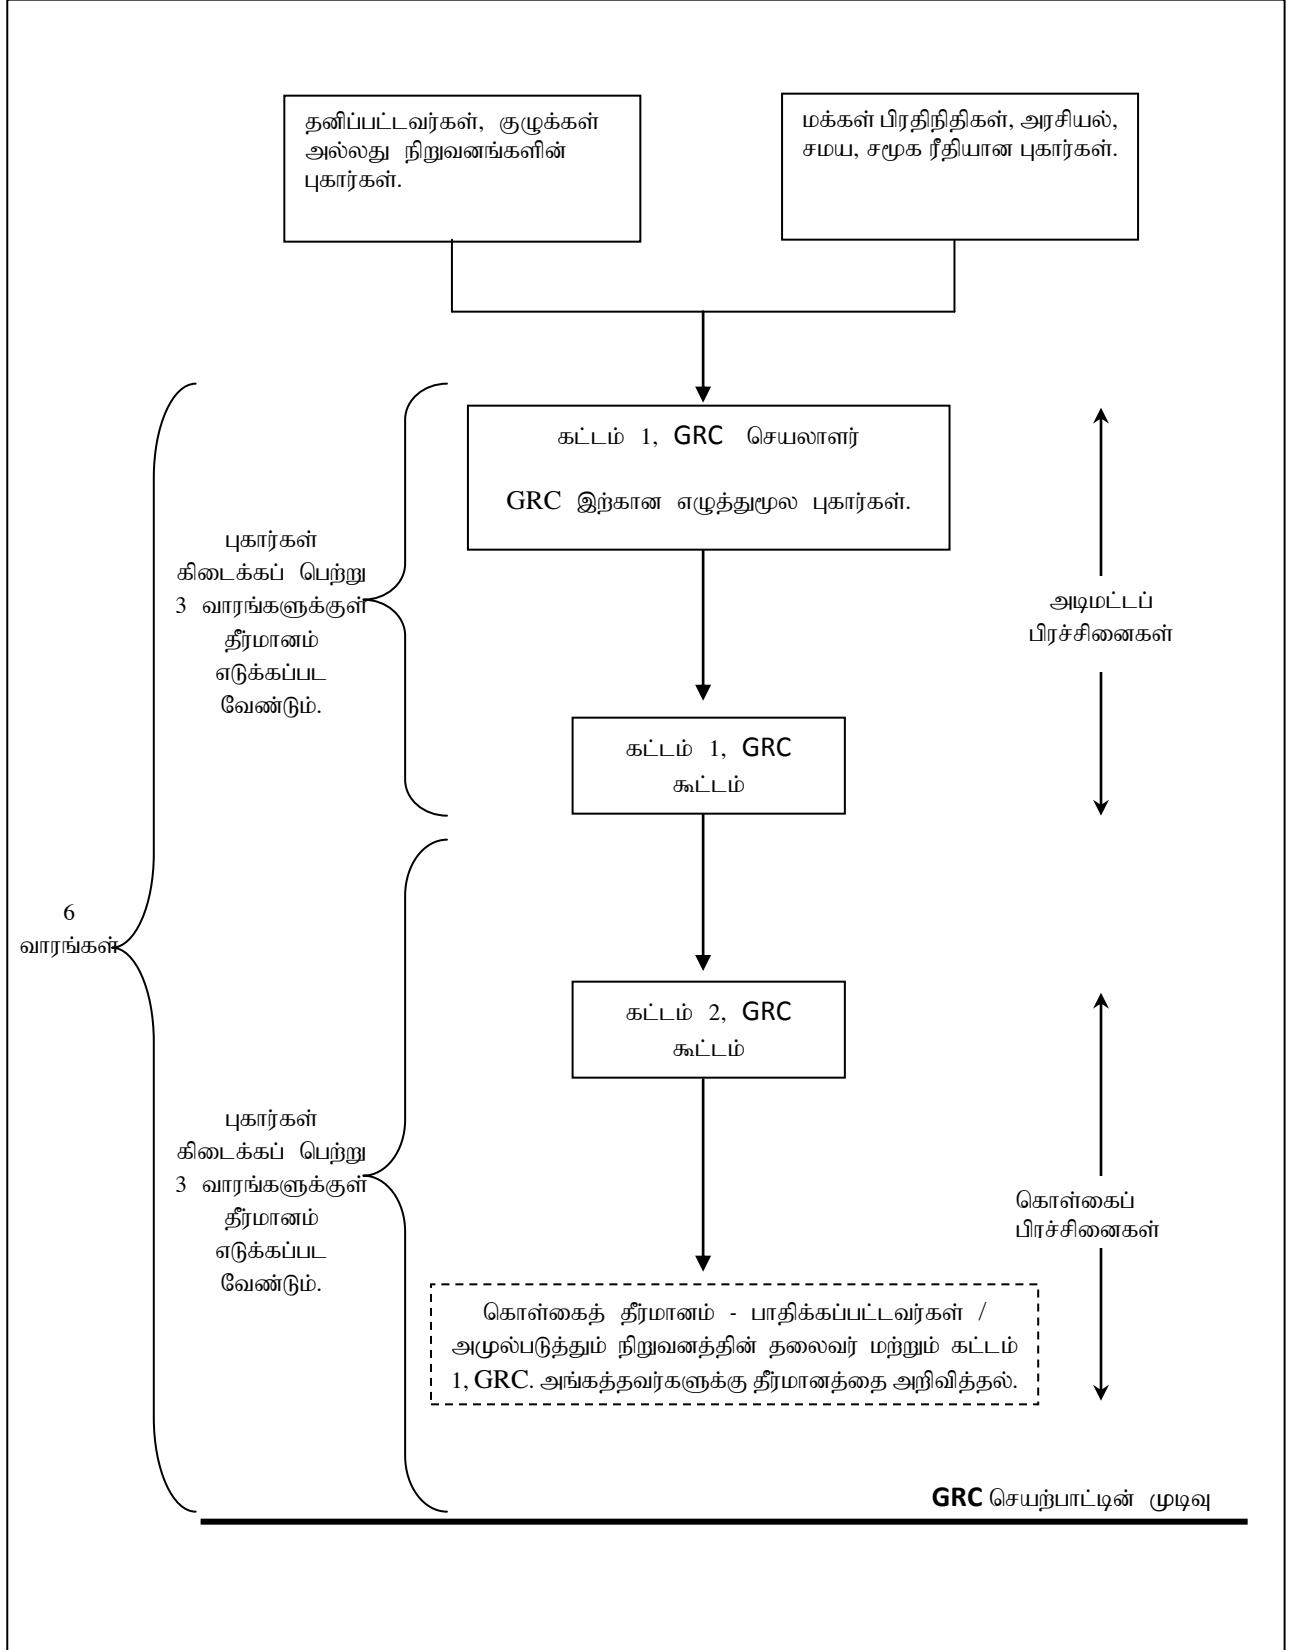 தனிப்பட்டவர்கள், குழுக்கள்
அல்லது நிறுவனங்களின்
புகார்கள்.
மக்கள் பிரதிநிதிகள், அரசியல்,
சமய, சமூக ரீதியான புகார்கள்.
கட்டம் 1, GRC செயலாளர்
GRC இற்கான எழுத்துமூல புகார்கள்.
புகார்கள்
கிடைக்கப் பெற்று
3 வாரங்களுக்குள்
தீர்மானம்
எடுக்கப்பட
வேண்டும்.
அடிமட்டப்
பிரச்சினைகள்
கட்டம் 1, GRC
கூட்டம்
6
வாரங்கள்
கட்டம் 2, GRC
கூட்டம்
புகார்கள்
கிடைக்கப் பெற்று
3 வாரங்களுக்குள்
தீர்மானம்
எடுக்கப்பட
வேண்டும்.
கொள்கைப்
பிரச்சினைகள்
கொள்கைத் தீர்மானம் - பாதிக்கப்பட்டவர்கள் /
அமுல்படுத்தும் நிறுவனத்தின் தலைவர் மற்றும் கட்டம்
1, GRC. அங்கத்தவர்களுக்கு தீர்மானத்தை அறிவித்தல்.
GRC செயற்பாட்டின் முடிவு